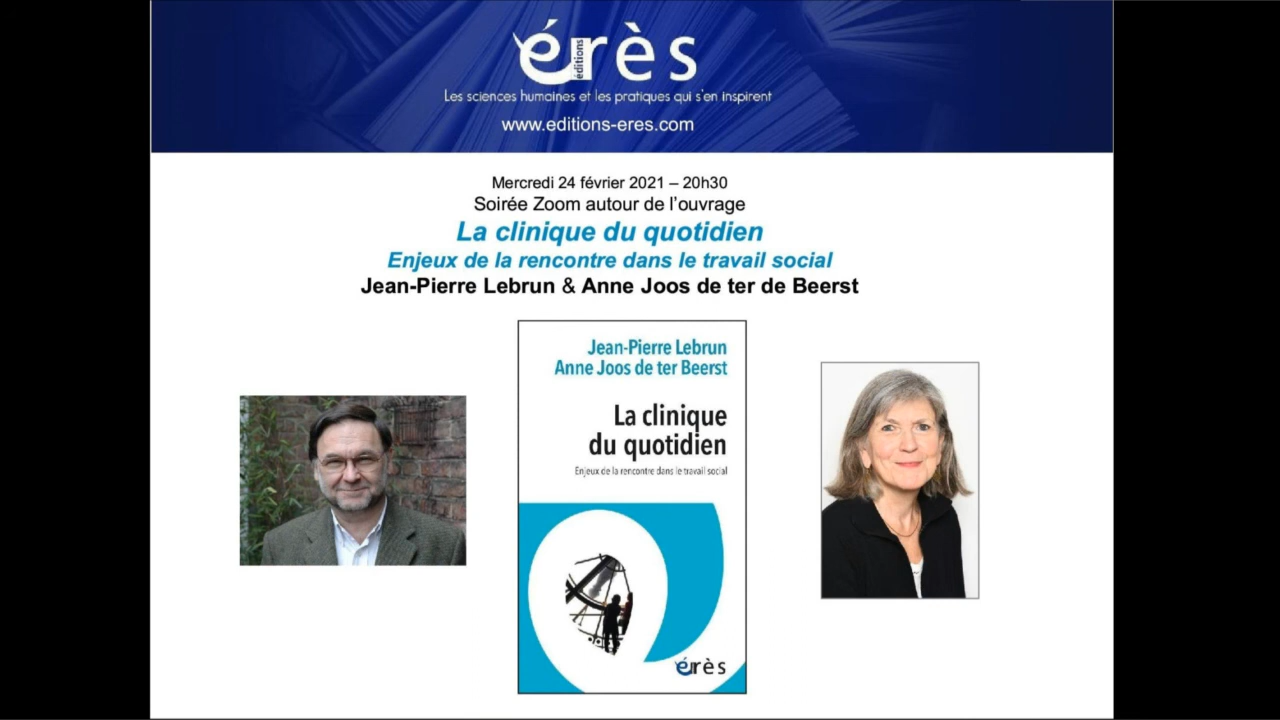 éditions
érès
Les sciences humaines et les pratiques qui s'en inspirent
www.editions-eres.com
Mercredi 24 février 2021 – 20h30
Soirée Zoom autour de l'ouvrage
La clinique du quotidien
Enjeux de la rencontre dans le travail social
Jean-Pierre Lebrun & Anne Joos de ter de Beerst
Jean-Pierre Lebrun
Anne Joos de ter Beerst
La clinique
du quotidien
Enjeux de la rencontre dans le travail social
érès